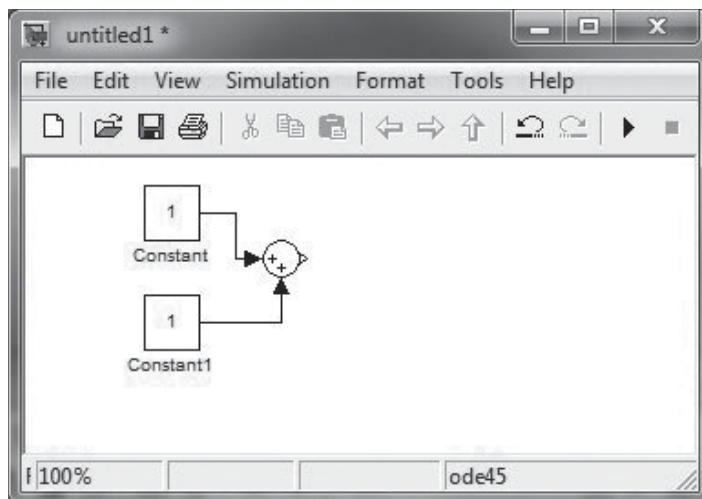 untitled1 *
File Edit View Simulation Format Tools Help
1
Constant
+
+
1
Constant1
100% ode45